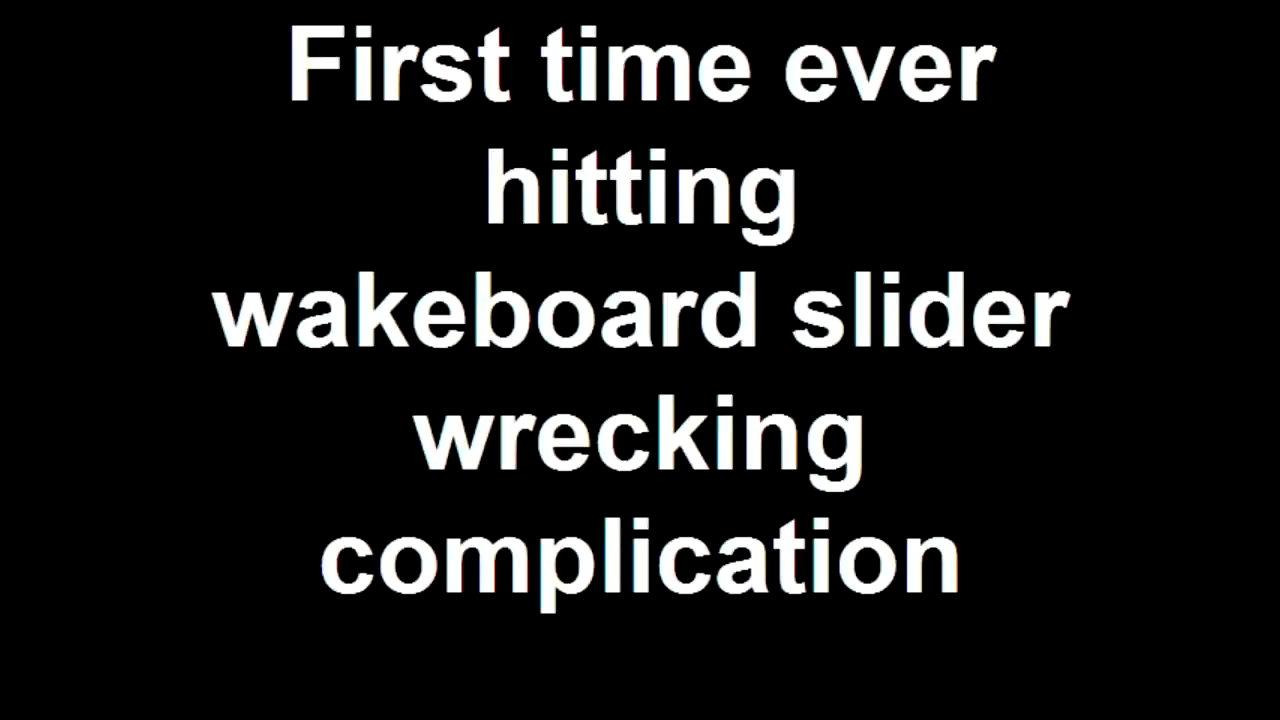 First time ever
hitting
wakeboard slider
wrecking
complication